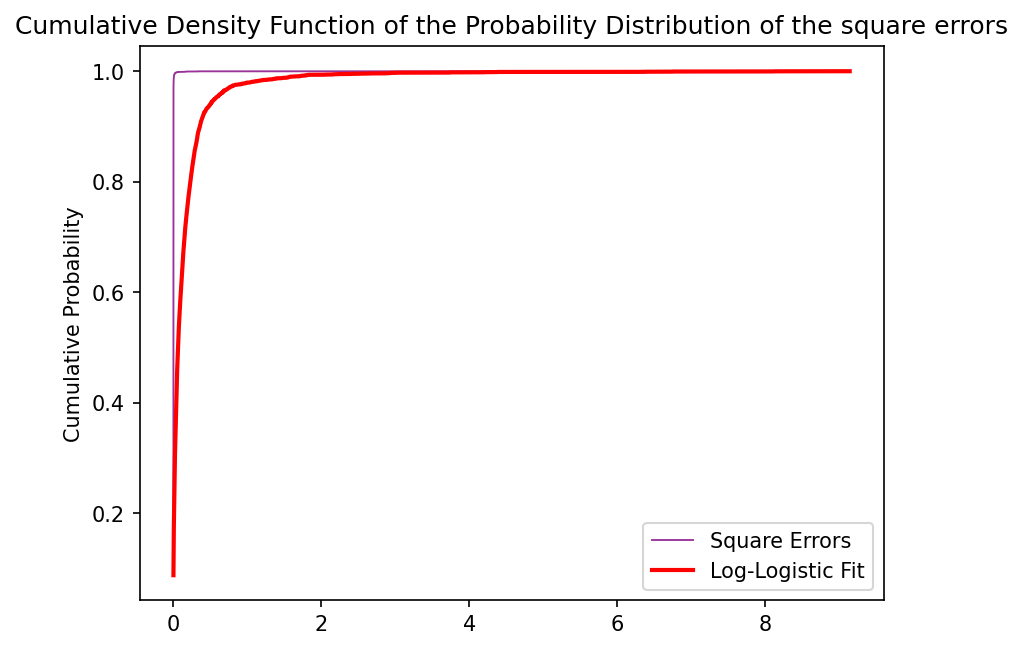 Cumulative Density Function of the Probability Distribution of the square errors
Cumulative Probability
1.0
0.8
0.6
0.4
0.2
0
2
4
6
8
Square Errors
Log-Logistic Fit